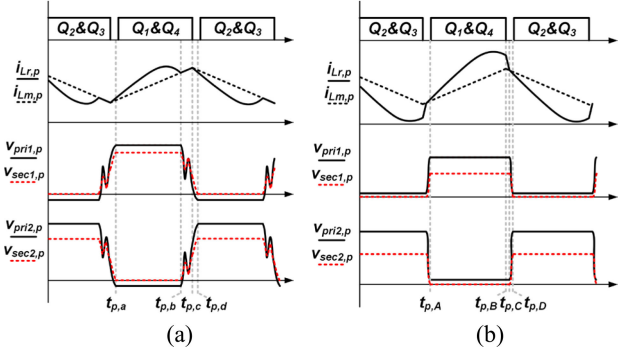 Q2&Q3 Q1&Q4 Q2&Q3
iLr,p
iLm,p
vpri1,p
vsec1,p
vpri2,p
vsec2,p
tp,a tp,b tp,c tp,d
(a)
Q2&Q3 Q1&Q4 Q2&Q3
iLr,p
iLm,p
vpri1,p
vsec1,p
vpri2,p
vsec2,p
tp,A tp,B tp,C tp,D
(b)